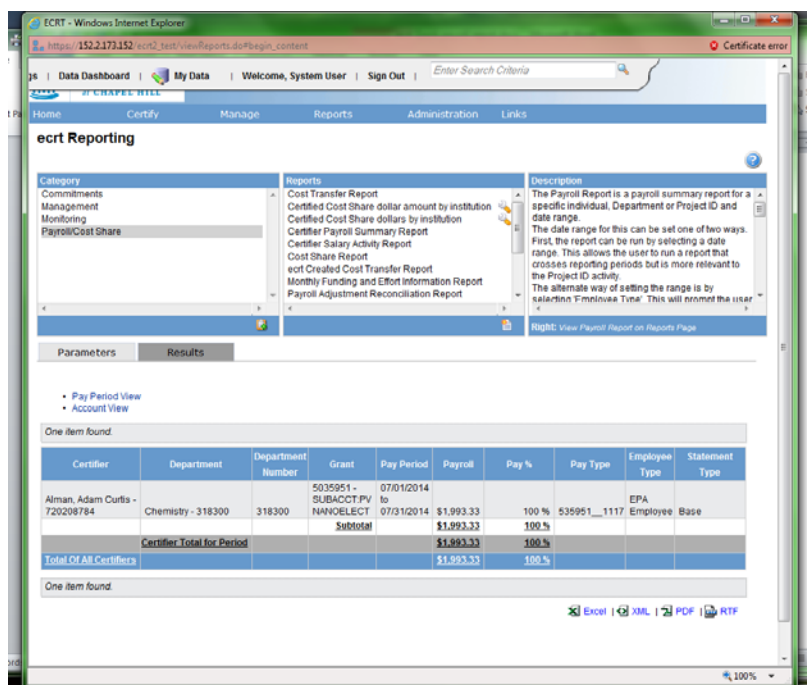 ECRT - Windows Internet Explorer
https://152.2.173.152/ecrt2_test/viewReports.do#begin_content
Certificate error
gs | Data Dashboard | My Data | Welcome, System User | Sign Out |
Enter Search Criteria
at CHAPEL HILL
Home Certify Manage Reports Administration Links
ecrt Reporting
Category
Commitments
Management
Monitoring
Payroll/Cost Share
Reports
Cost Transfer Report
Certified Cost Share dollar amount by institution
Certified Cost Share dollars by institution
Certifier Payroll Summary Report
Certifier Salary Activity Report
Cost Share Report
ecrt Created Cost Transfer Report
Monthly Funding and Effort Information Report
Payroll Adjustment Reconciliation Report
Description
The Payroll Report is a payroll summary report for a
specific individual, Department or Project ID and
date range.
The date range for this can be set one of two ways.
First, the report can be run by selecting a date
range. This allows the user to run a report that
crosses reporting periods but is more relevant to
the Project ID activity.
The alternate way of setting the range is by
selecting 'Employee Type'. This will prompt the user
Right: View Payroll Report on Reports Page
Parameters Results
• Pay Period View
• Account View
One item found.
Certifier Department Department Number Grant Pay Period Payroll Pay % Pay Type Employee Type Statement Type
Alman, Adam Curtis - 720208784 Chemistry - 318300 318300 5035951 - SUBACCT:PV NANOELECT 07/01/2014 to 07/31/2014 $1,993.33 100 % 535951__1117 EPA Employee Base
Subtotal $1,993.33 100 %
Certifier Total for Period $1,993.33 100 %
Total Of All Certifiers $1,993.33 100 %
One item found.
Excel | XML | PDF | RTF
100%